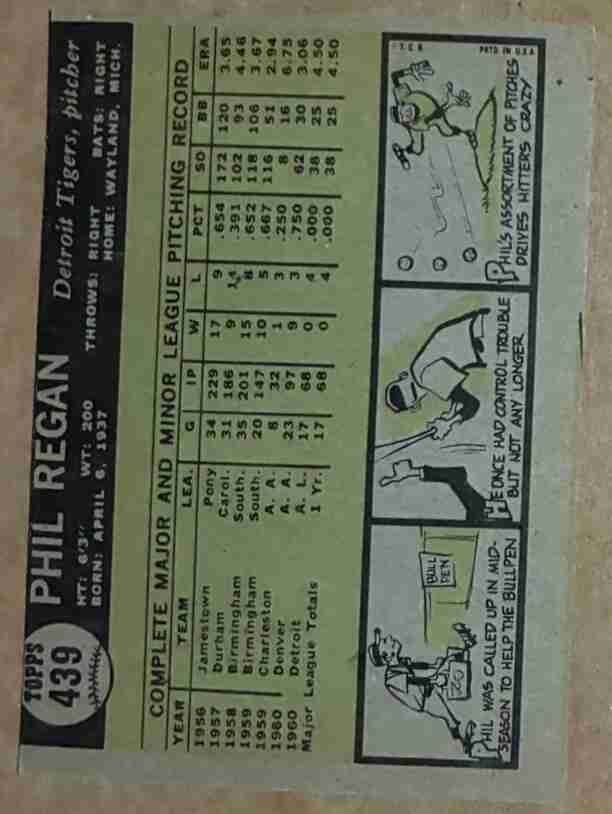 TOPPS
439
PHIL REGAN Detroit Tigers, pitcher
HT: 6'3" WT: 200 THROWS: RIGHT BATS: RIGHT
BORN: APRIL 6, 1937 HOME: WAYLAND, MICH.
COMPLETE MAJOR AND MINOR LEAGUE PITCHING RECORD
YEAR TEAM LEA. G IP W L PCT SO BB ERA
1956 Jamestown Pony 34 229 17 9 .654 172 120 3.65
1957 Durham Carol. 31 186 9 14 .391 102 93 4.46
1958 Birmingham South. 35 201 15 8 .652 118 106 3.67
1959 Birmingham South. 20 147 10 5 .667 116 51 2.94
1959 Charleston A. A. 8 32 1 3 .250 8 16 6.75
1960 Denver A. A. 23 97 9 3 .750 62 30 3.06
1960 Detroit A. L. 17 68 0 4 .000 38 25 4.50
Major League Totals 1 Yr. 17 68 0 4 .000 38 25 4.50
BULL
PEN
PHIL WAS CALLED UP IN MID-
SEASON TO HELP THE BULLPEN
HE ONCE HAD CONTROL TROUBLE
BUT NOT ANY LONGER.
T.C.G. PRTD IN U.S.A.
PHIL'S ASSORTMENT OF PITCHES
DRIVES HITTERS CRAZY